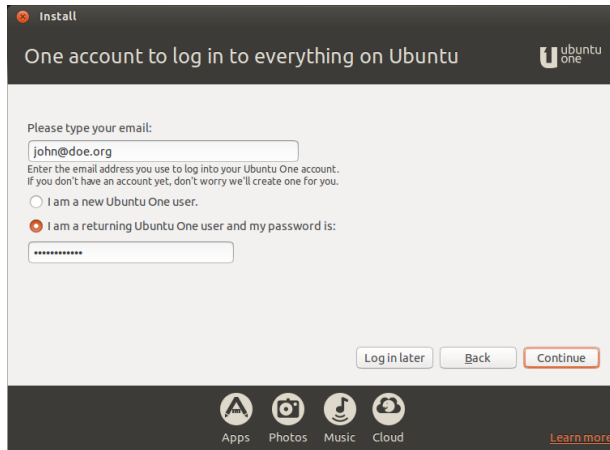 Install
One account to log in to everything on Ubuntu
ubuntu
one
Please type your email:
john@doe.org
Enter the email address you use to log into your Ubuntu One account.
If you don't have an account yet, don't worry we'll create one for you.
I am a new Ubuntu One user.
I am a returning Ubuntu One user and my password is:
••••••••••••
Log in later Back Continue
Apps Photos Music Cloud
Learn more